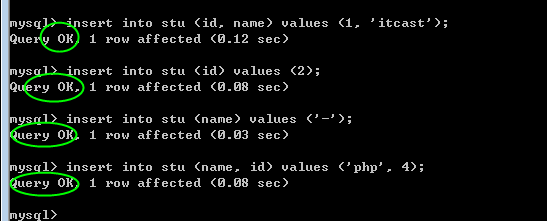 mysql> insert into stu (id, name) values (1, 'itcast');
Query OK, 1 row affected (0.12 sec)
mysql> insert into stu (id) values (2);
Query OK, 1 row affected (0.08 sec)
mysql> insert into stu (name) values ('-');
Query OK, 1 row affected (0.03 sec)
mysql> insert into stu (name, id) values ('php', 4);
Query OK, 1 row affected (0.08 sec)
mysql>